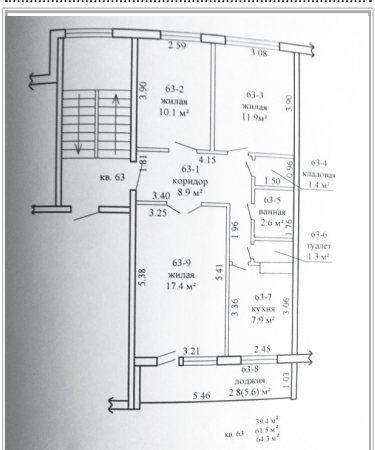 2.59
3.08
3.90
63-2
жилая
10.1 м²
63-3
жилая
11.9м²
3.90
63-4
кладовая
1.4 м²
1.81
4.15
63-1
коридор
8.9 м²
0.96
1.50
кв. 63
3.40
3.25
63-5
ванная
2.6 м²
1.76
63-6
туалет
1.3 м²
1.96
5.38
63-9
жилая
17.4 м²
5.41
3.36
63-7
кухня
7.9 м²
3.06
3.21
2.45
63-8
лоджия
2.8(5.6) м²
1.03
5.46
39.4 м²
кв. 63 61.5 м²
64.3 м²